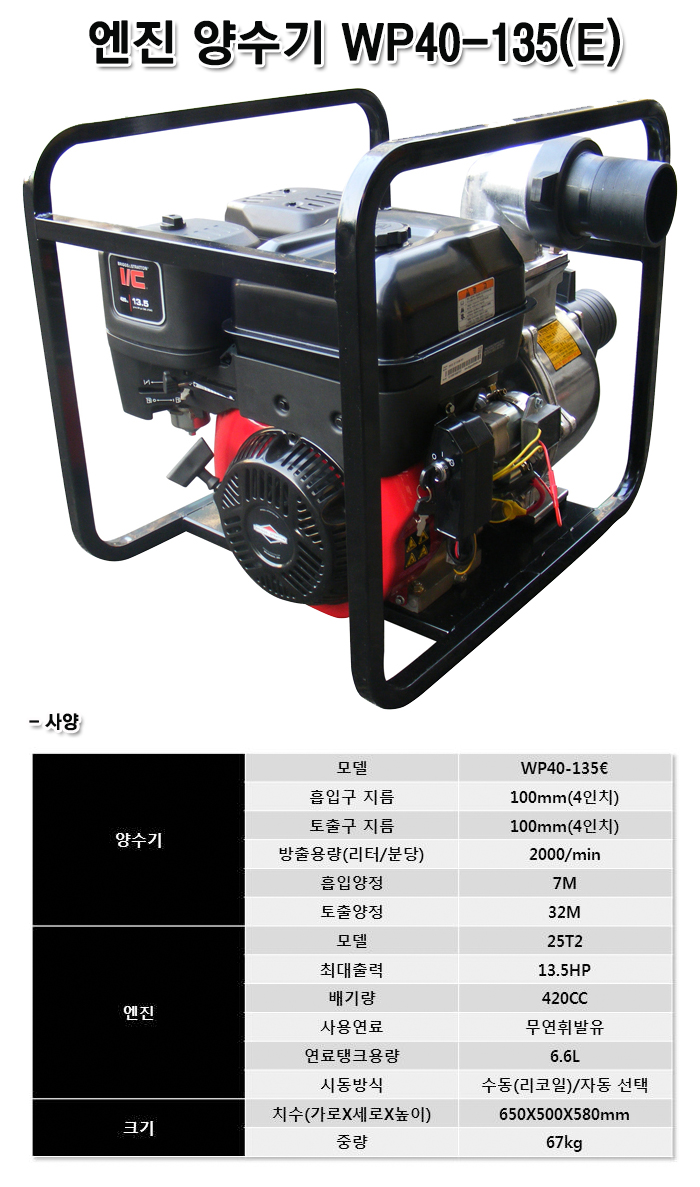 엔진 양수기 WP40-135(E)
BRIGGS & STRATTON
I/C
13.5
- 사양
양수기
모델 WP40-135€
흡입구 지름 100mm(4인치)
토출구 지름 100mm(4인치)
방출용량(리터/분당) 2000/min
흡입양정 7M
토출양정 32M
엔진
모델 25T2
최대출력 13.5HP
배기량 420CC
사용연료 무연휘발유
연료탱크용량 6.6L
시동방식 수동(리코일)/자동 선택
크기
치수(가로X세로X높이) 650X500X580mm
중량 67kg